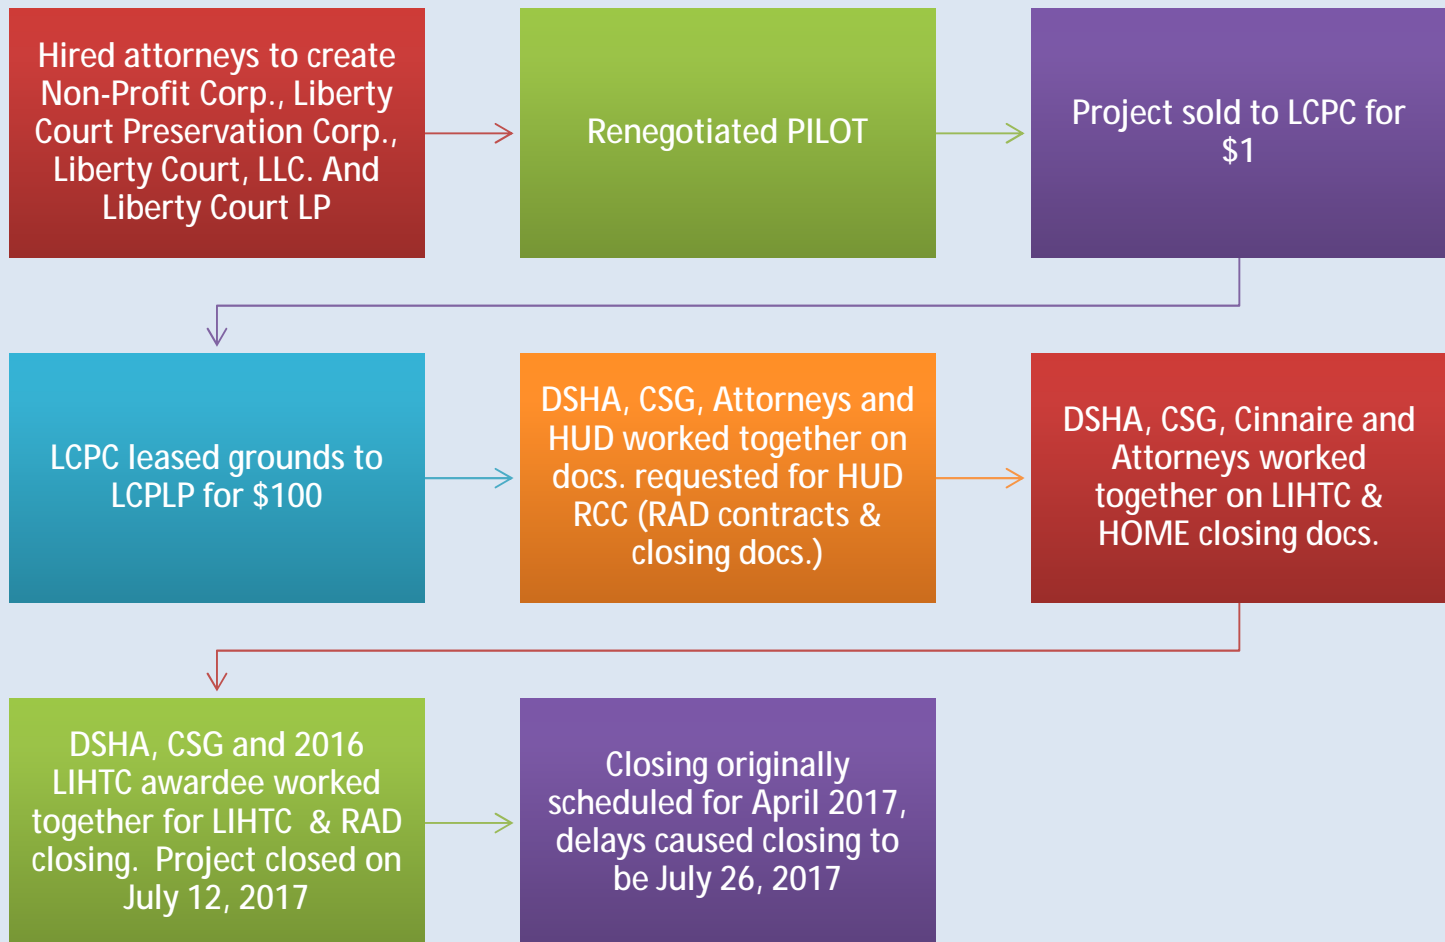 Hired attorneys to create
Non-Profit Corp., Liberty
Court Preservation Corp.,
Liberty Court, LLC. And
Liberty Court LP
Renegotiated PILOT
Project sold to LCPC for
$1
LCPC leased grounds to
LCPLP for $100
DSHA, CSG, Attorneys and
HUD worked together on
docs. requested for HUD
RCC (RAD contracts &
closing docs.)
DSHA, CSG, Cinnaire and
Attorneys worked
together on LIHTC &
HOME closing docs.
DSHA, CSG and 2016
LIHTC awardee worked
together for LIHTC & RAD
closing. Project closed on
July 12, 2017
Closing originally
scheduled for April 2017,
delays caused closing to
be July 26, 2017